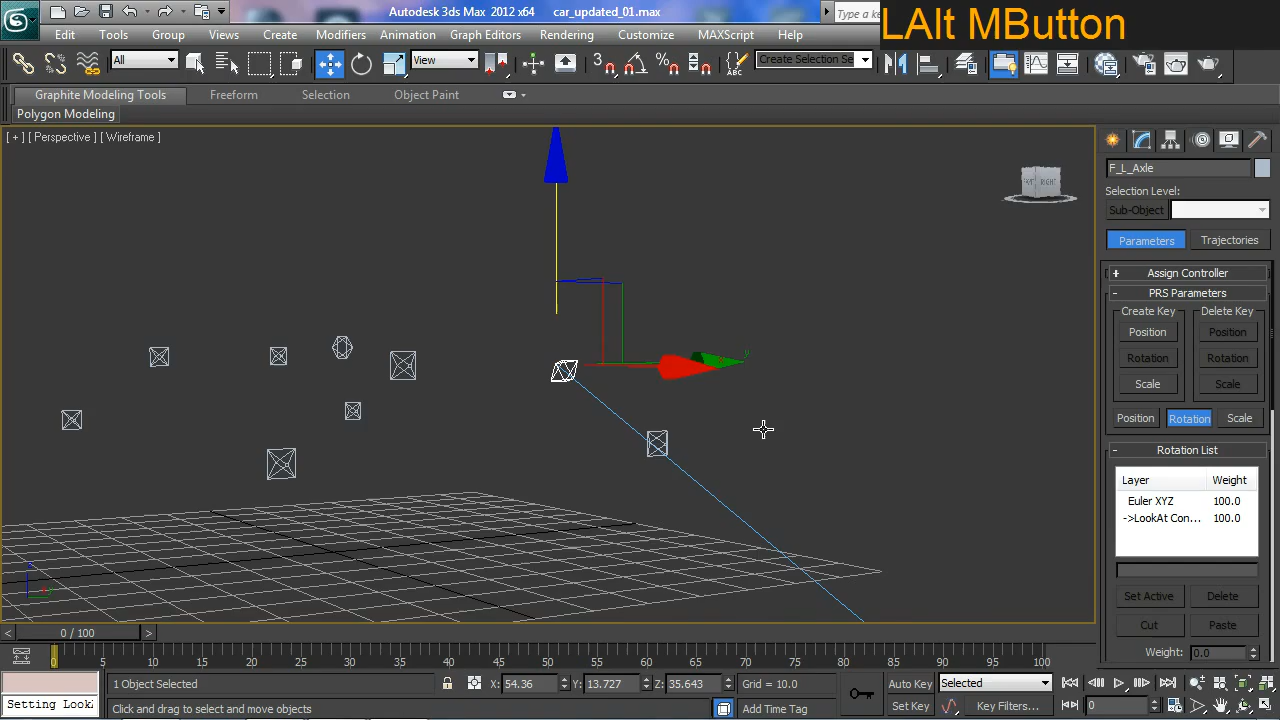 Autodesk 3ds Max 2012 x64 car_updated_01.max
Type a ke
LAlt MButton
Edit Tools Group Views Create Modifiers Animation Graph Editors Rendering Customize MAXScript Help
All
View
3
Create Selection Se
Graphite Modeling Tools Freeform Selection Object Paint
Polygon Modeling
[ + ] [ Perspective ] [ Wireframe ]
RIGHT
F_L_Axle
Selection Level:
Sub-Object
Parameters Trajectories
+ Assign Controller
- PRS Parameters
Create Key Delete Key
Position Position
Rotation Rotation
Scale Scale
Position Rotation Scale
- Rotation List
Layer Weight
Euler XYZ 100.0
->LookAt Con... 100.0
Set Active Delete
Cut Paste
Weight: 0.0
< 0 / 100 >
0 5 10 15 20 25 30 35 40 45 50 55 60 65 70 75 80 85 90 95 100
1 Object Selected X: 54.36 Y: 13.727 Z: 35.643 Grid = 10.0 Auto Key Selected
Setting Look Click and drag to select and move objects Add Time Tag Set Key Key Filters... 0